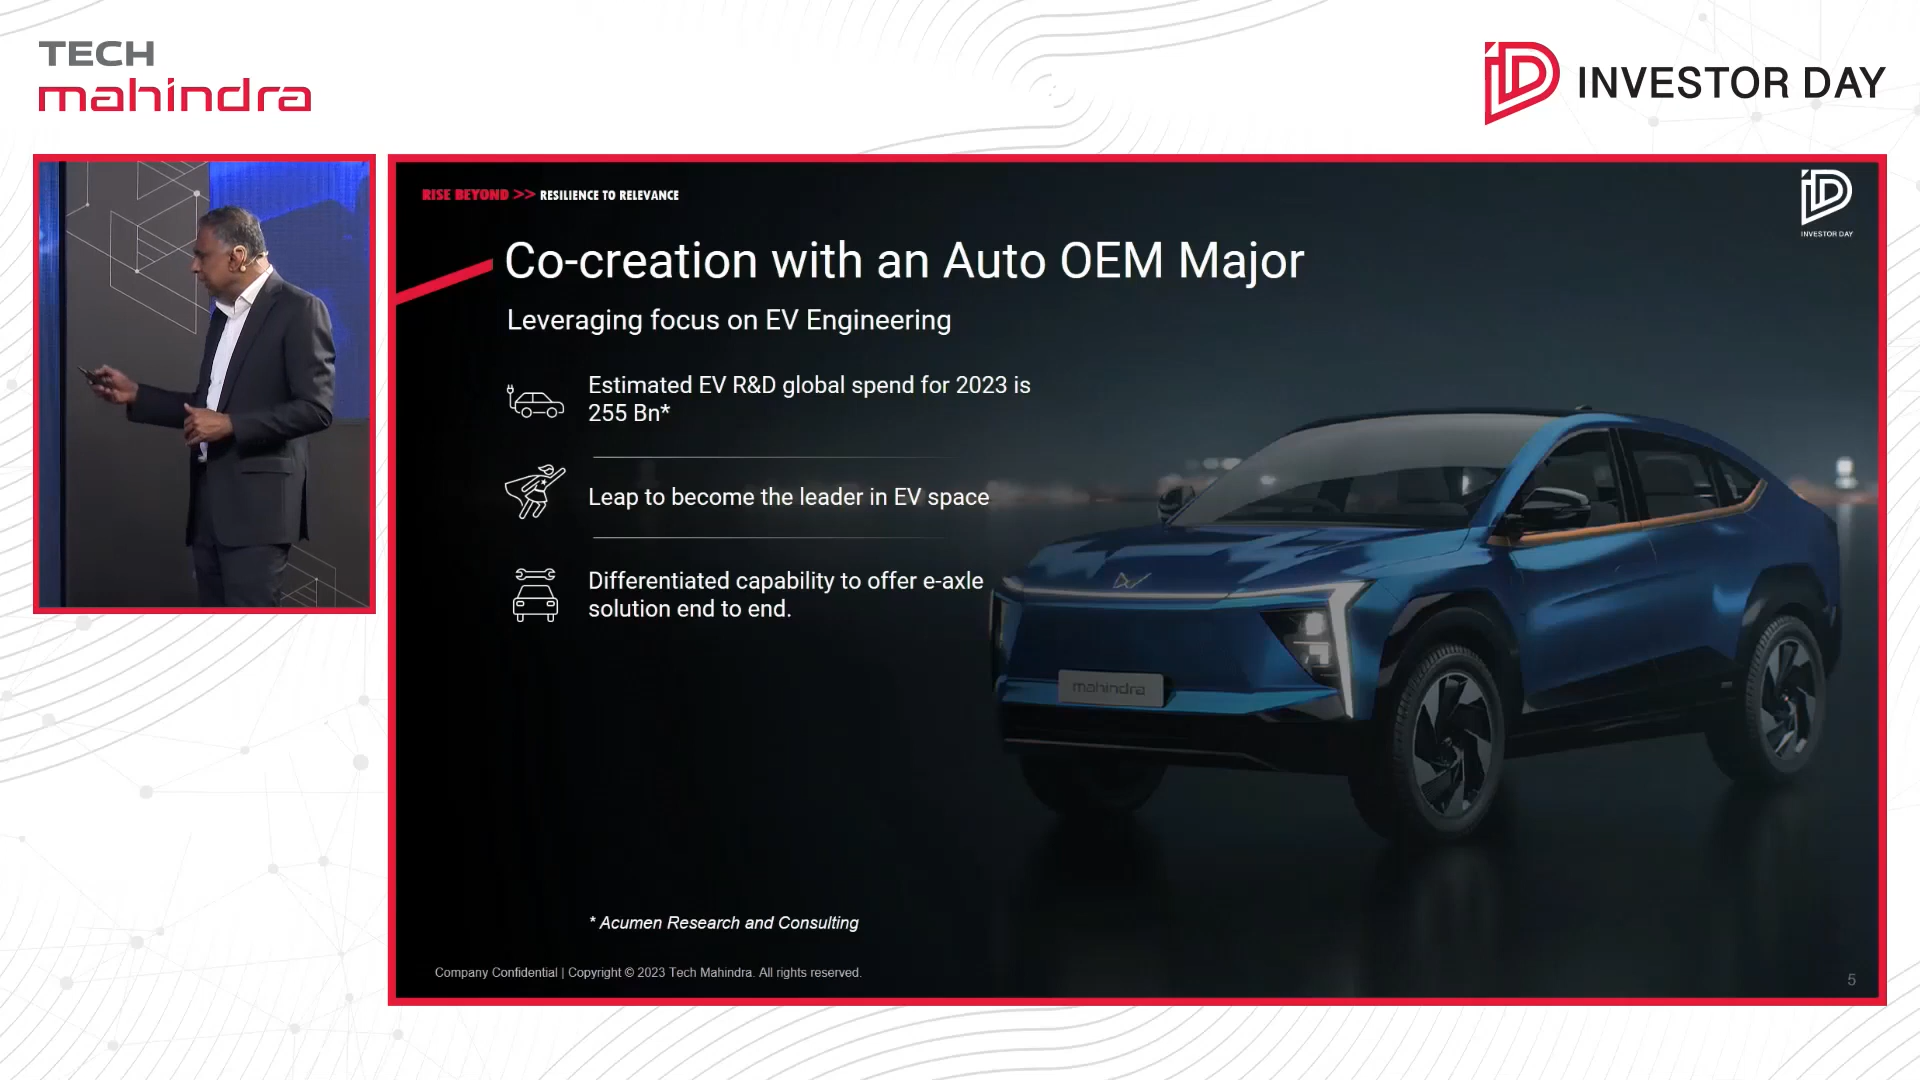 TECH
mahindra
INVESTOR DAY
RISE BEYOND >> RESILIENCE TO RELEVANCE
INVESTOR DAY
Co-creation with an Auto OEM Major
Leveraging focus on EV Engineering
Estimated EV R&D global spend for 2023 is
255 Bn*
Leap to become the leader in EV space
Differentiated capability to offer e-axle
solution end to end.
mahindra
* Acumen Research and Consulting
Company Confidential | Copyright © 2023 Tech Mahindra. All rights reserved.
5